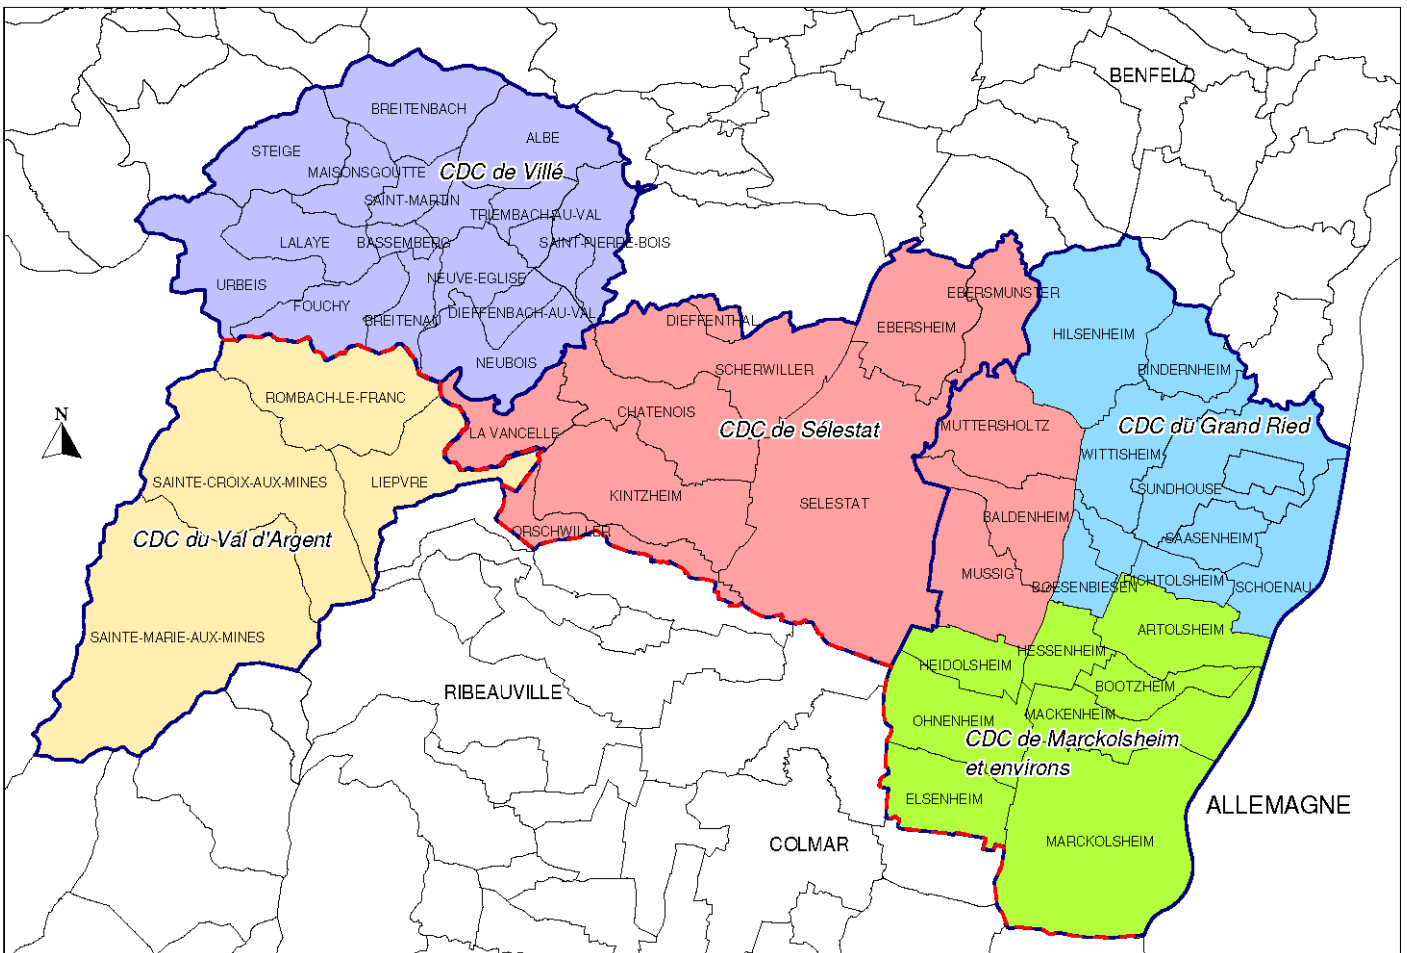 BENFELD
BREITENBACH
ALBE
STEIGE
MAISONSGOUTTE
CDC de Villé
SAINT-MARTIN
TRIEMBACH-AU-VAL
LALAYE
BASSEMBERG
SAINT-PIERRE-BOIS
URBEIS
NEUVE-EGLISE
FOUCHY
BREITENAU
DIEFFENBACH-AU-VAL
NEUBOIS
DIEFFENTHAL
EBERSHEIM
EBERSMUNSTER
HILSENHEIM
BINDERNHEIM
SCHERWILLER
ROMBACH-LE-FRANC
CHATENOIS
LA VANCELLE
CDC de Sélestat
MUTTERSHOLTZ
CDC du Grand Ried
WITTISHEIM
N
SAINTE-CROIX-AUX-MINES
LIEPVRE
KINTZHEIM
SELESTAT
SUNDHOUSE
BALDENHEIM
ORSCHWILLER
CDC du Val d'Argent
SAASENHEIM
MUSSIG
BOESENBIESEN
RICHTOLSHEIM
SCHOENAU
SAINTE-MARIE-AUX-MINES
ARTOLSHEIM
HEIDOLSHEIM
HESSENHEIM
BOOTZHEIM
RIBEAUVILLE
OHNENHEIM
MACKENHEIM
CDC de Marckolsheim
et environs
ELSENHEIM
ALLEMAGNE
COLMAR
MARCKOLSHEIM